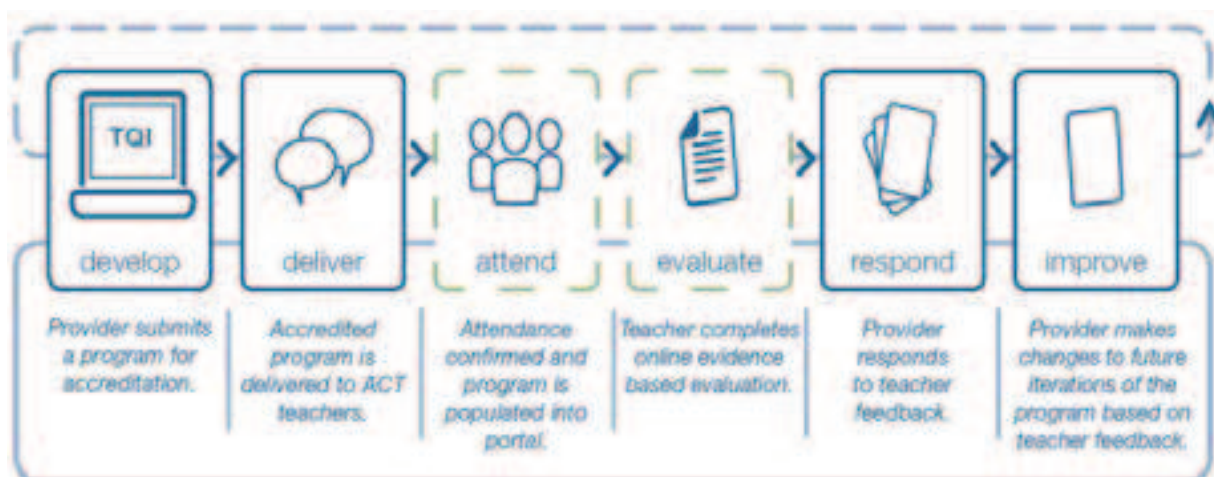 TQI
develop
deliver
attend
evaluate
respond
improve
Provider submits
a program for
accreditation.
Accredited
program is
delivered to ACT
teachers.
Attendance
confirmed and
program is
populated into
portal.
Teacher completes
online evidence
based evaluation.
Provider
responds
to teacher
feedback.
Provider makes
changes to future
iterations of the
program based on
teacher feedback.